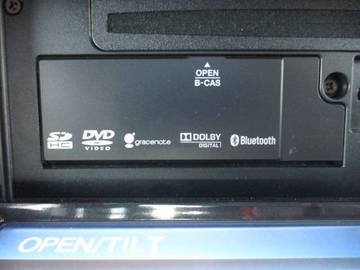 OPEN
B-CAS
SD HC DVD VIDEO gracenote DOLBY DIGITAL Bluetooth
OPEN/TILT